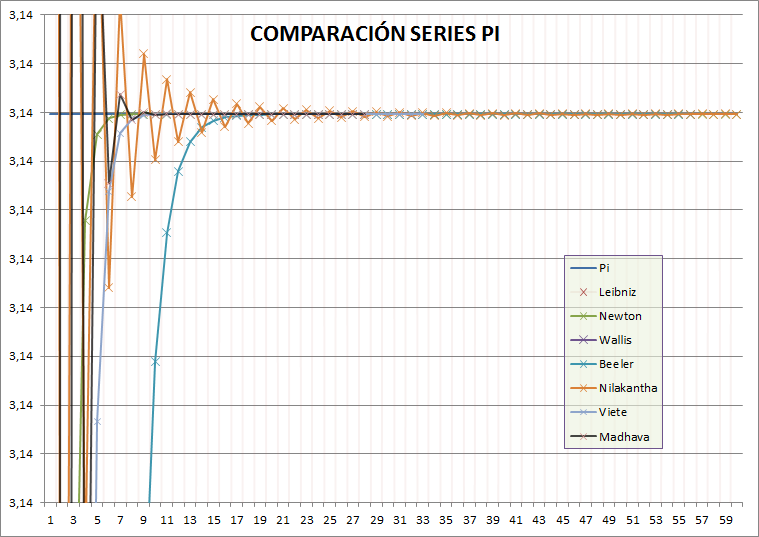 COMPARACIÓN SERIES PI
3,14
3,14
3,14
3,14
3,14
3,14
3,14
3,14
3,14
3,14
3,14
Pi
Leibniz
Newton
Wallis
Beeler
Nilakantha
Viete
Madhava
1 3 5 7 9 11 13 15 17 19 21 23 25 27 29 31 33 35 37 39 41 43 45 47 49 51 53 55 57 59